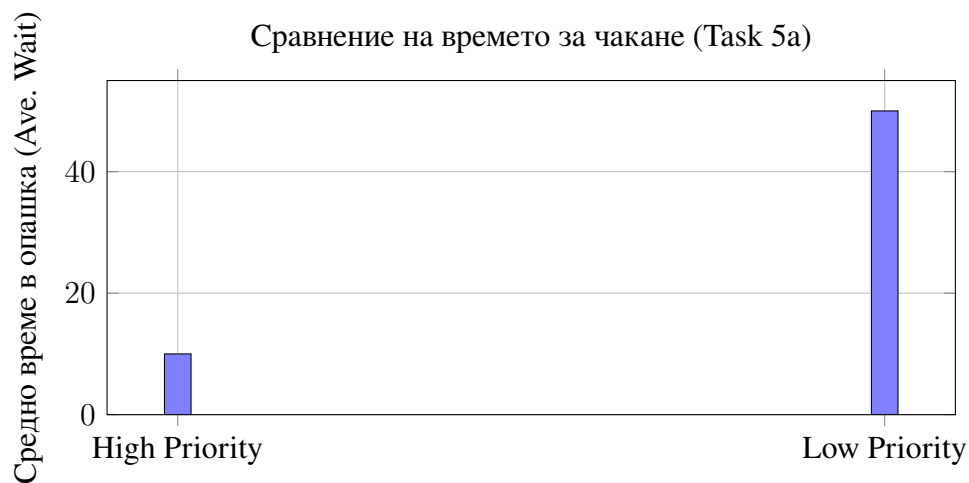 Сравнение на времето за чакане (Task 5a)
Средно време в опашка (Ave. Wait)
40
20
0
High Priority
Low Priority